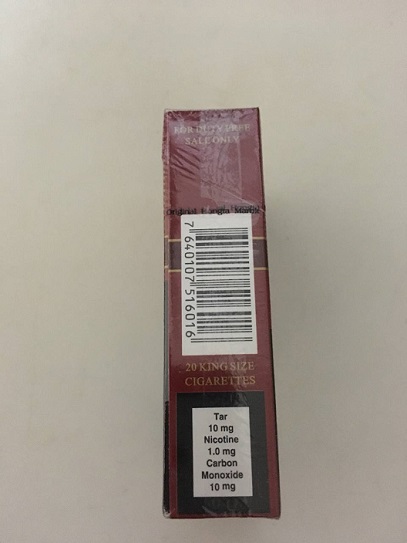 FOR DUTY FREE
SALE ONLY
7 640107 516016
20 KING SIZE
CIGARETTES
Tar
10 mg
Nicotine
1.0 mg
Carbon
Monoxide
10 mg